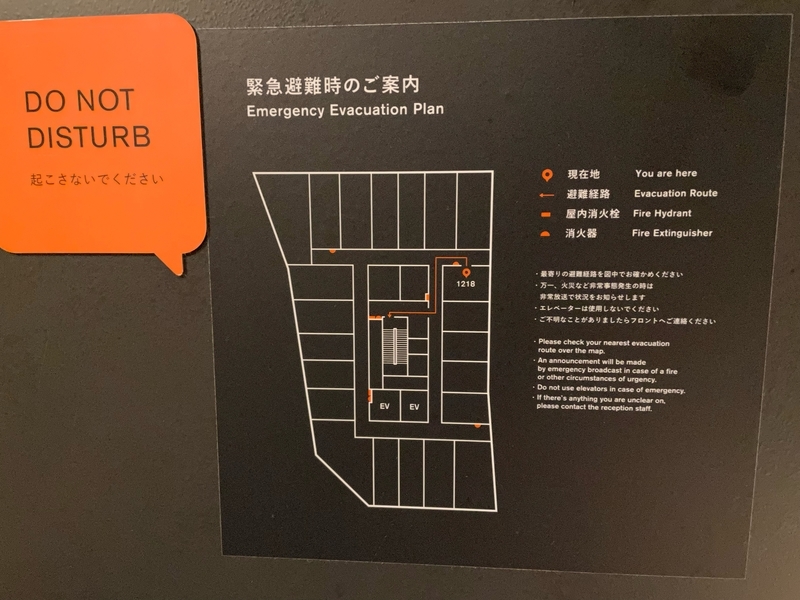 DO NOT
DISTURB
起こさないでください
緊急避難時のご案内
Emergency Evacuation Plan
現在地 You are here
避難経路 Evacuation Route
屋内消火栓 Fire Hydrant
消火器 Fire Extinguisher
1218
EV EV
・最寄りの避難経路を図中でお確かめください
・万一、火災など非常事態発生の時は
非常放送で状況をお知らせします
・エレベーターは使用しないでください
・ご不明なことがありましたらフロントへご連絡ください
・Please check your nearest evacuation
route over the map.
・An announcement will be made
by emergency broadcast in case of a fire
or other circumstances of urgency.
・Do not use elevators in case of emergency.
・If there's anything you are unclear on,
please contact the reception staff.